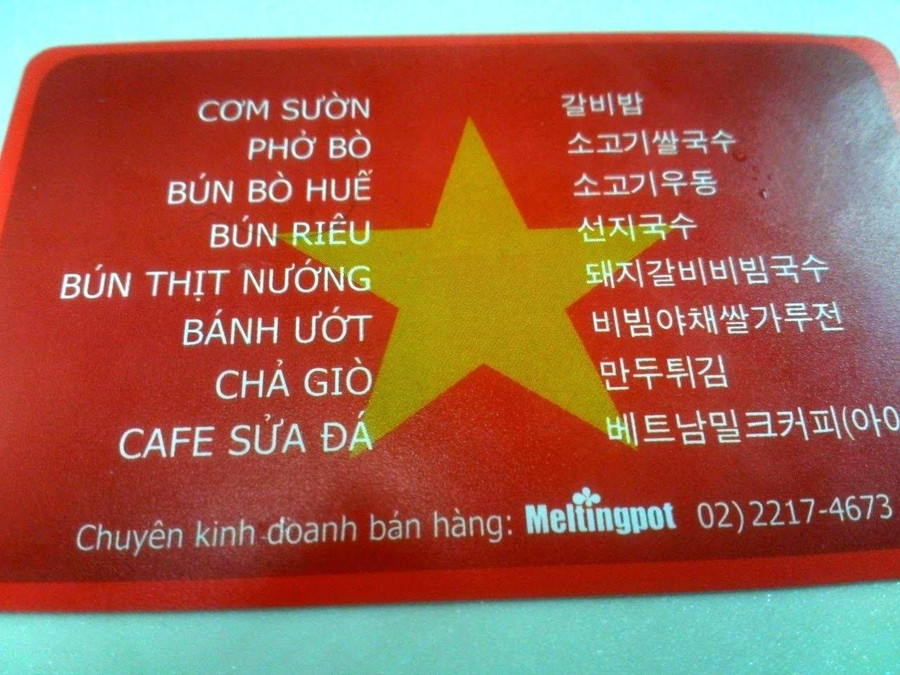 CƠM SƯỜN 갈비밥
PHỞ BÒ 소고기쌀국수
BÚN BÒ HUẾ 소고기우동
BÚN RIÊU 선지국수
BÚN THỊT NƯỚNG 돼지갈비비빔국수
BÁNH ƯỚT 비빔야채쌀가루전
CHẢ GIÒ 만두튀김
CAFE SỬA ĐÁ 베트남밀크커피(아이
Chuyên kinh doanh bán hàng: Meltingpot 02)2217-4673